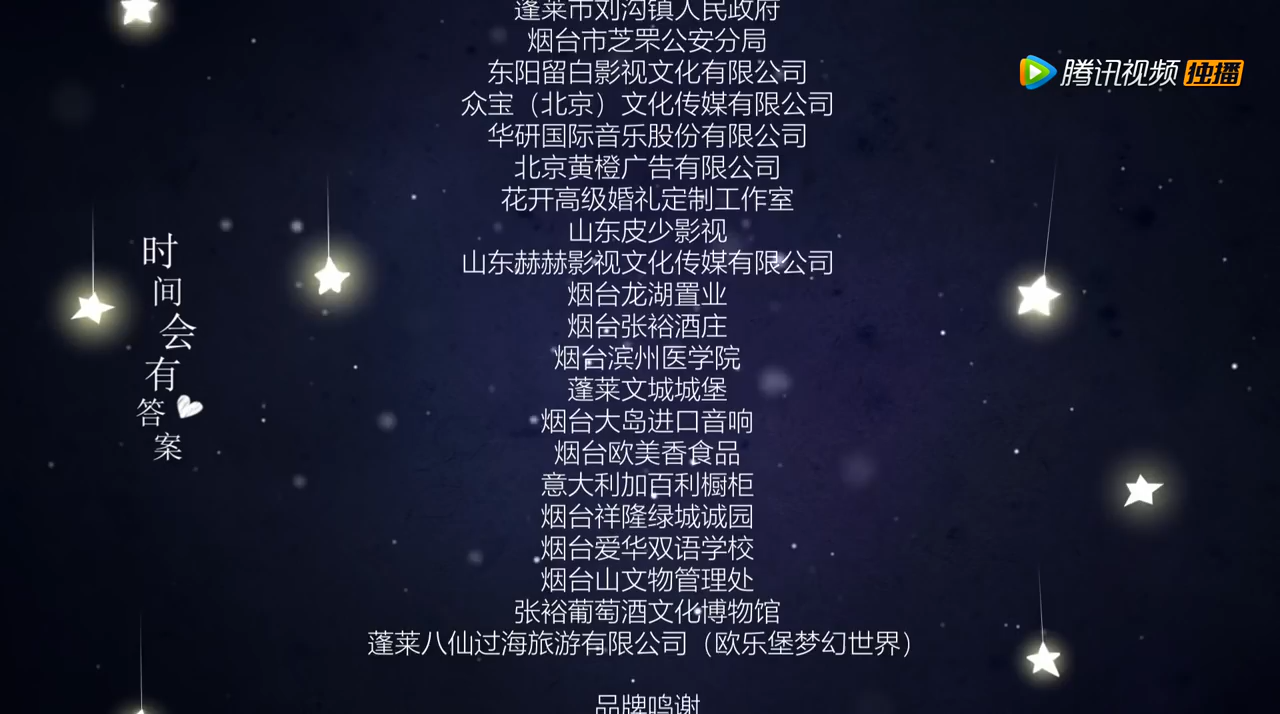 蓬莱市刘沟镇人民政府
烟台市芝罘公安分局
东阳留白影视文化有限公司
众宝（北京）文化传媒有限公司
华研国际音乐股份有限公司
北京黄橙广告有限公司
花开高级婚礼定制工作室
山东皮少影视
山东赫赫影视文化传媒有限公司
烟台龙湖置业
烟台张裕酒庄
烟台滨州医学院
蓬莱文城城堡
烟台大岛进口音响
烟台欧美香食品
意大利加百利橱柜
烟台祥隆绿城诚园
烟台爱华双语学校
烟台山文物管理处
张裕葡萄酒文化博物馆
蓬莱八仙过海旅游有限公司（欧乐堡梦幻世界）
品牌鸣谢
时间会有答案
腾讯视频 独播